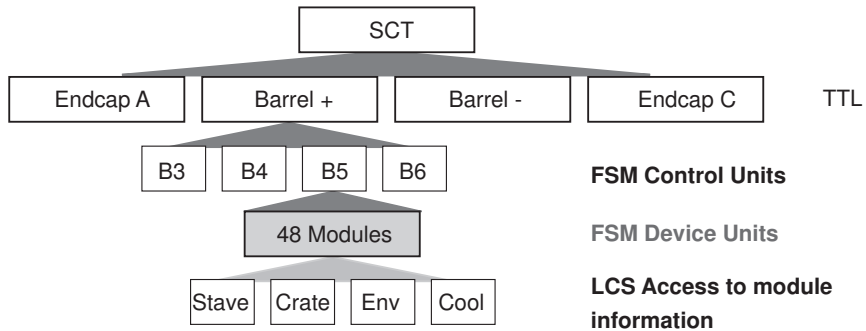 SCT
Endcap A Barrel + Barrel - Endcap C TTL
B3 B4 B5 B6
FSM Control Units
48 Modules
FSM Device Units
Stave Crate Env Cool
LCS Access to module
information